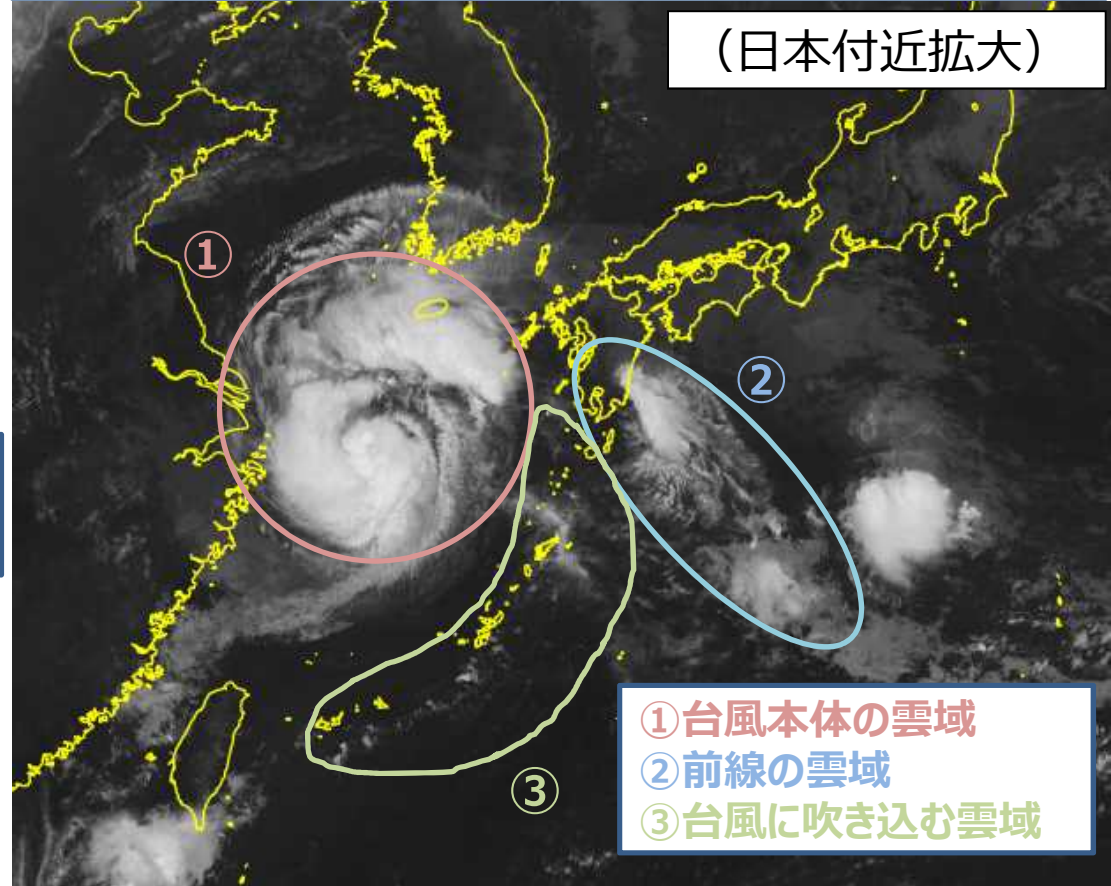 （日本付近拡大）
①
②
③
①台風本体の雲域
②前線の雲域
③台風に吹き込む雲域